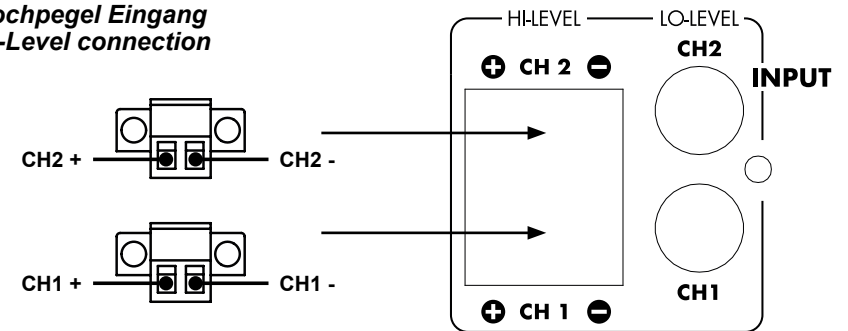 ochpegel Eingang
-Level connection
HI-LEVEL LO-LEVEL
CH2
+ CH 2 − INPUT
CH2 + CH2 -
CH1 + CH1 -
CH1
+ CH 1 −